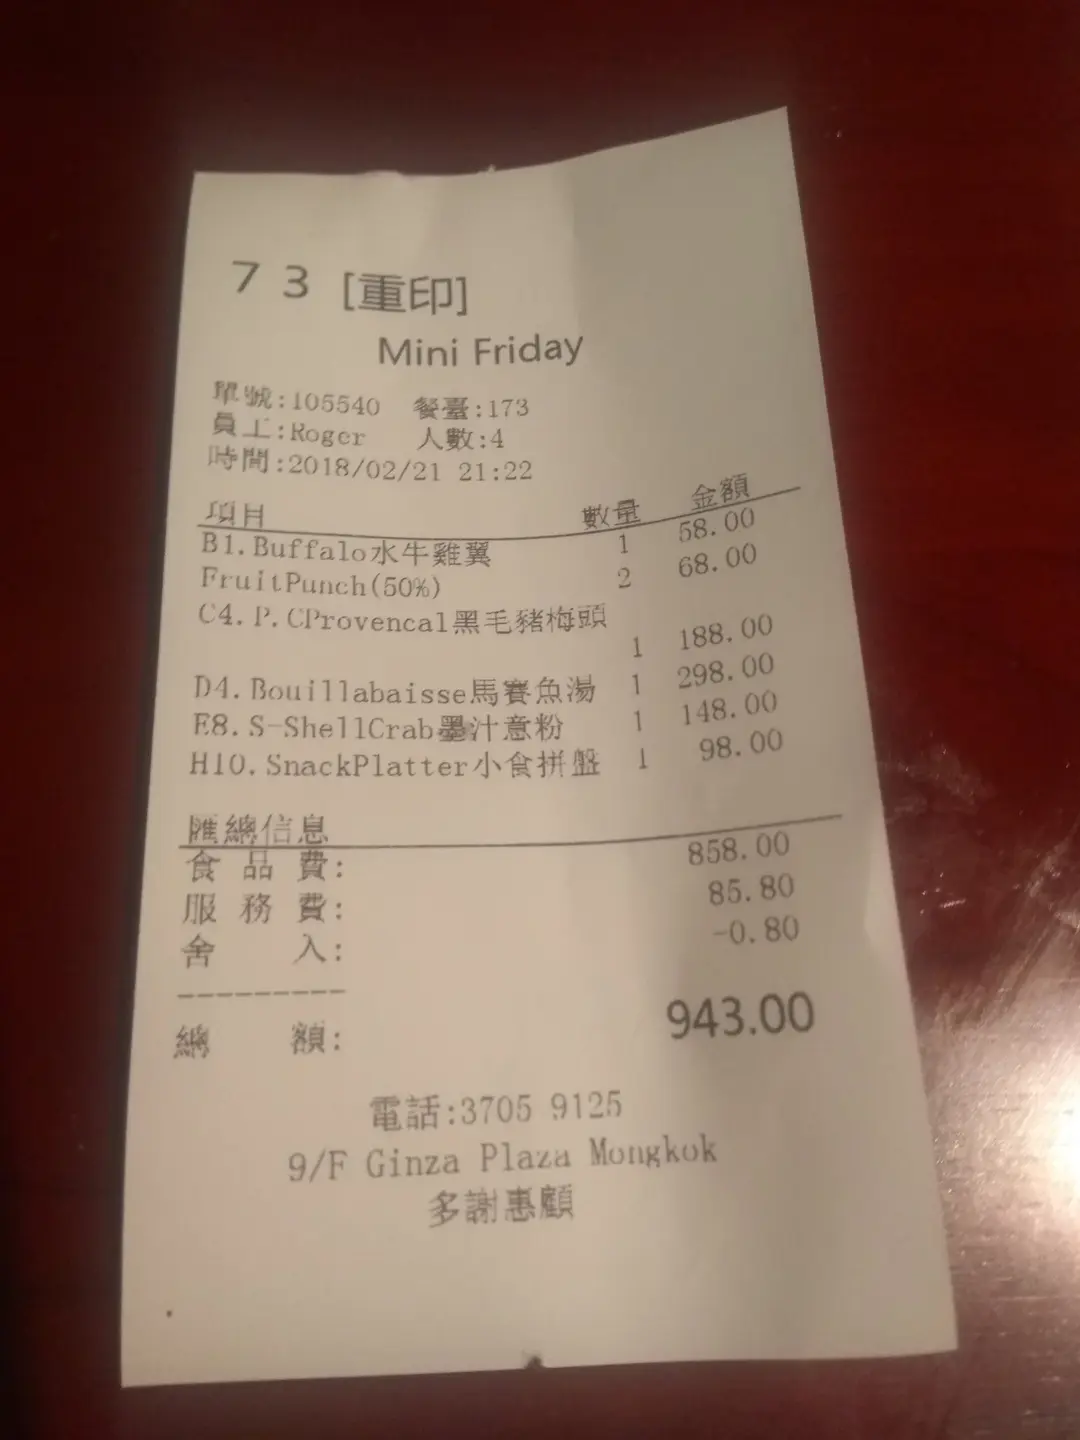 73 [重印]
Mini Friday
單號:105540 餐臺:173
員工:Roger 人數:4
時間:2018/02/21 21:22
項目 數量 金額
B1.Buffalo水牛雞翼 1 58.00
FruitPunch(50%) 2 68.00
C4.P.CProvencal黑毛豬梅頭
1 188.00
D4.Bouillabaisse馬賽魚湯 1 298.00
E8.S-ShellCrab墨汁意粉 1 148.00
H10.SnackPlatter小食拼盤 1 98.00
匯總信息
食品費: 858.00
服務費: 85.80
舍入: -0.80
---------
總額: 943.00
電話:3705 9125
9/F Ginza Plaza Mongkok
多謝惠顧